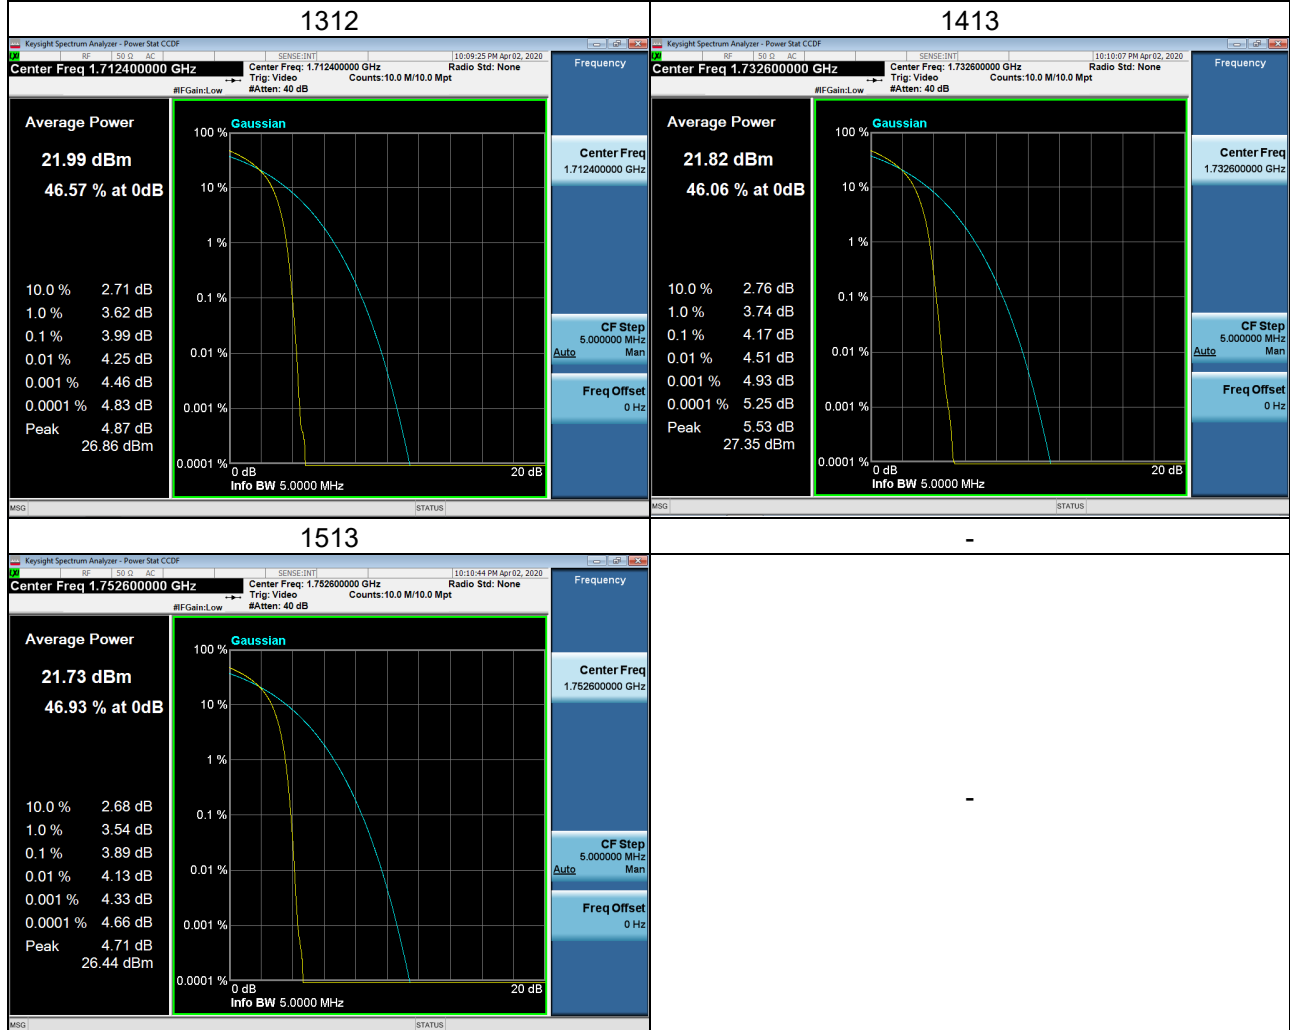 1312
Keysight Spectrum Analyzer - Power Stat CCDF
RF 50 Ω AC SENSE:INT 10:09:25 PM Apr 02, 2020
Center Freq 1.712400000 GHz
Center Freq: 1.712400000 GHz Radio Std: None
Trig: Video Counts:10.0 M/10.0 Mpt
#IFGain:Low #Atten: 40 dB
Frequency
Average Power
21.99 dBm
46.57 % at 0dB
10.0 % 2.71 dB
1.0 % 3.62 dB
0.1 % 3.99 dB
0.01 % 4.25 dB
0.001 % 4.46 dB
0.0001 % 4.83 dB
Peak 4.87 dB
26.86 dBm
Gaussian
100 %
10 %
1 %
0.1 %
0.01 %
0.001 %
0.0001 %
0 dB 20 dB
Info BW 5.0000 MHz
Center Freq
1.712400000 GHz
CF Step
5.000000 MHz
Auto Man
Freq Offset
0 Hz
MSG STATUS
1413
Keysight Spectrum Analyzer - Power Stat CCDF
RF 50 Ω AC SENSE:INT 10:10:07 PM Apr 02, 2020
Center Freq 1.732600000 GHz
Center Freq: 1.732600000 GHz Radio Std: None
Trig: Video Counts:10.0 M/10.0 Mpt
#IFGain:Low #Atten: 40 dB
Frequency
Average Power
21.82 dBm
46.06 % at 0dB
10.0 % 2.76 dB
1.0 % 3.74 dB
0.1 % 4.17 dB
0.01 % 4.51 dB
0.001 % 4.93 dB
0.0001 % 5.25 dB
Peak 5.53 dB
27.35 dBm
Gaussian
100 %
10 %
1 %
0.1 %
0.01 %
0.001 %
0.0001 %
0 dB 20 dB
Info BW 5.0000 MHz
Center Freq
1.732600000 GHz
CF Step
5.000000 MHz
Auto Man
Freq Offset
0 Hz
MSG STATUS
1513
Keysight Spectrum Analyzer - Power Stat CCDF
RF 50 Ω AC SENSE:INT 10:10:44 PM Apr 02, 2020
Center Freq 1.752600000 GHz
Center Freq: 1.752600000 GHz Radio Std: None
Trig: Video Counts:10.0 M/10.0 Mpt
#IFGain:Low #Atten: 40 dB
Frequency
Average Power
21.73 dBm
46.93 % at 0dB
10.0 % 2.68 dB
1.0 % 3.54 dB
0.1 % 3.89 dB
0.01 % 4.13 dB
0.001 % 4.33 dB
0.0001 % 4.66 dB
Peak 4.71 dB
26.44 dBm
Gaussian
100 %
10 %
1 %
0.1 %
0.01 %
0.001 %
0.0001 %
0 dB 20 dB
Info BW 5.0000 MHz
Center Freq
1.752600000 GHz
CF Step
5.000000 MHz
Auto Man
Freq Offset
0 Hz
MSG STATUS
-
-